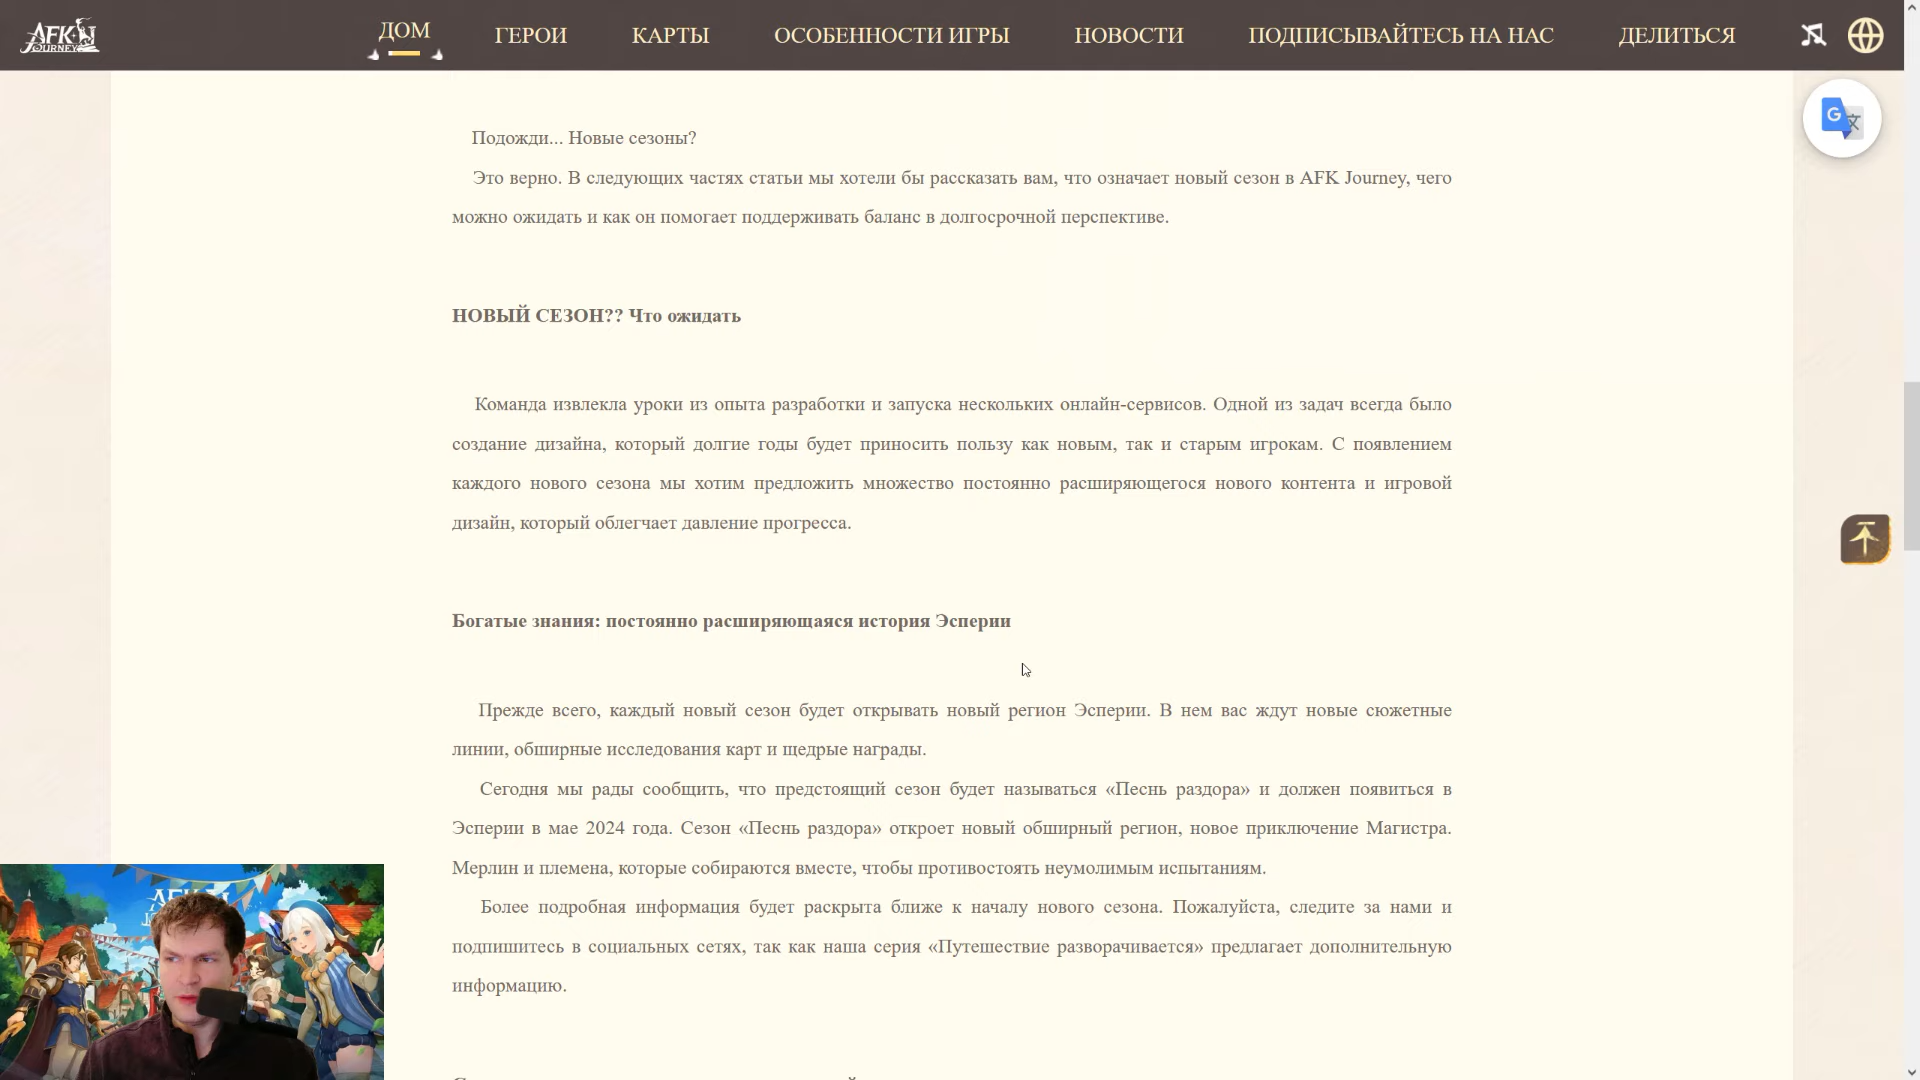 AFK
JOURNEY
ДОМ
ГЕРОИ
КАРТЫ
ОСОБЕННОСТИ ИГРЫ
НОВОСТИ
ПОДПИСЫВАЙТЕСЬ НА НАС
ДЕЛИТЬСЯ
Подожди... Новые сезоны?
Это верно. В следующих частях статьи мы хотели бы рассказать вам, что означает новый сезон в AFK Journey, чего
можно ожидать и как он помогает поддерживать баланс в долгосрочной перспективе.
НОВЫЙ СЕЗОН?? Что ожидать
Команда извлекла уроки из опыта разработки и запуска нескольких онлайн-сервисов. Одной из задач всегда было
создание дизайна, который долгие годы будет приносить пользу как новым, так и старым игрокам. С появлением
каждого нового сезона мы хотим предложить множество постоянно расширяющегося нового контента и игровой
дизайн, который облегчает давление прогресса.
Богатые знания: постоянно расширяющаяся история Эсперии
Прежде всего, каждый новый сезон будет открывать новый регион Эсперии. В нем вас ждут новые сюжетные
линии, обширные исследования карт и щедрые награды.
Сегодня мы рады сообщить, что предстоящий сезон будет называться «Песнь раздора» и должен появиться в
Эсперии в мае 2024 года. Сезон «Песнь раздора» откроет новый обширный регион, новое приключение Магистра.
Мерлин и племена, которые собираются вместе, чтобы противостоять неумолимым испытаниям.
Более подробная информация будет раскрыта ближе к началу нового сезона. Пожалуйста, следите за нами и
подпишитесь в социальных сетях, так как наша серия «Путешествие разворачивается» предлагает дополнительную
информацию.